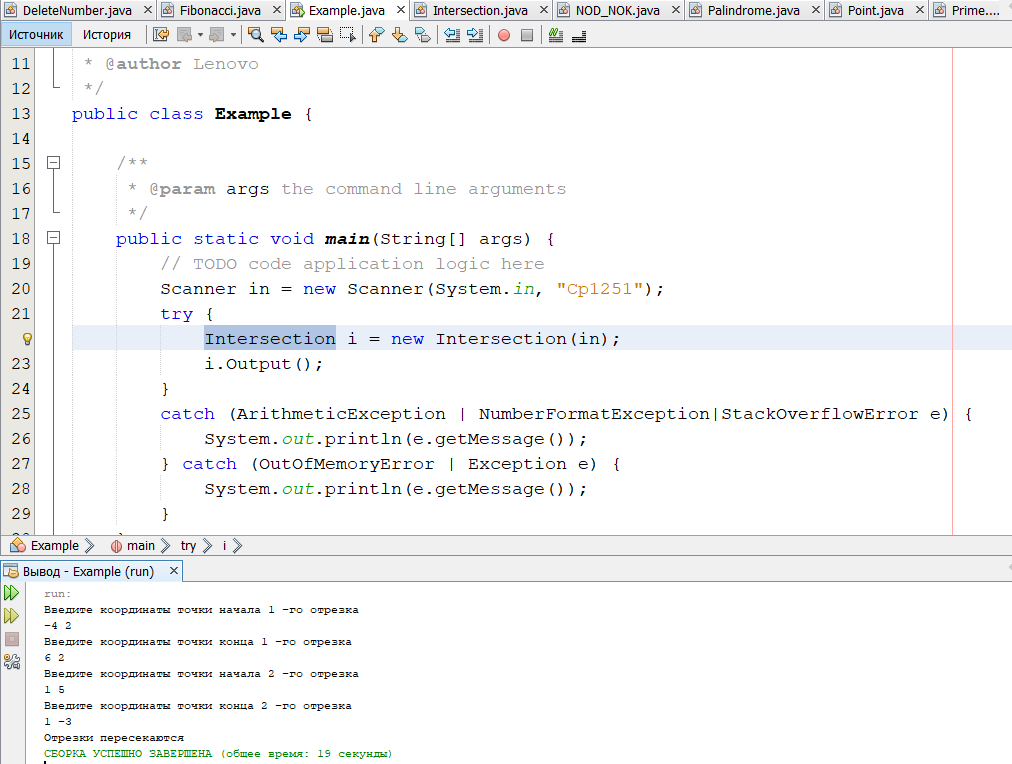 DeleteNumber.java × Fibonacci.java × Example.java × Intersection.java × NOD_NOK.java × Palindrome.java × Point.java × Prime....
Источник История
11 * @author Lenovo
12 */
13 public class Example {
14
15 /**
16 * @param args the command line arguments
17 */
18 public static void main(String[] args) {
19 // TODO code application logic here
20 Scanner in = new Scanner(System.in, "Cp1251");
21 try {
Intersection i = new Intersection(in);
23 i.Output();
24 }
25 catch (ArithmeticException | NumberFormatException|StackOverflowError e) {
26 System.out.println(e.getMessage());
27 } catch (OutOfMemoryError | Exception e) {
28 System.out.println(e.getMessage());
29 }
Example main try i
Вывод - Example (run) ×
run:
Введите координаты точки начала 1 -го отрезка
-4 2
Введите координаты точки конца 1 -го отрезка
6 2
Введите координаты точки начала 2 -го отрезка
1 5
Введите координаты точки конца 2 -го отрезка
1 -3
Отрезки пересекаются
СБОРКА УСПЕШНО ЗАВЕРШЕНА (общее время: 19 секунды)